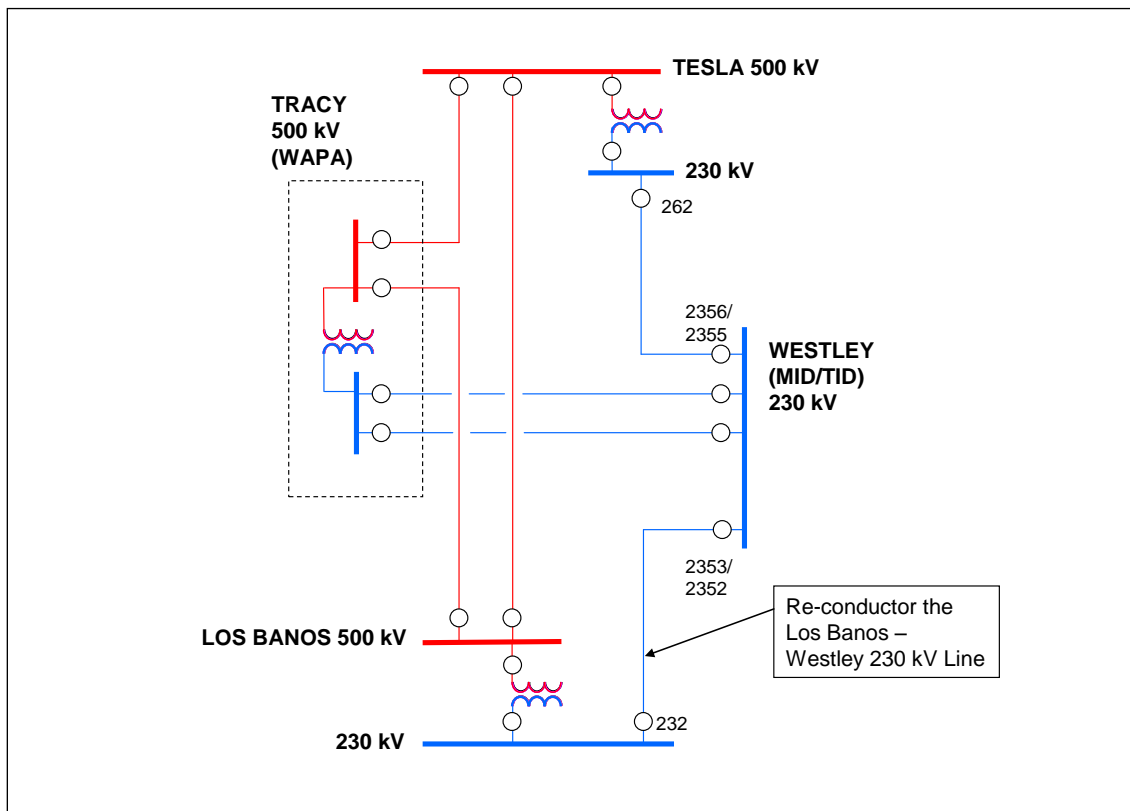 TESLA 500 kV
TRACY
500 kV
(WAPA)
230 kV
262
2356/
2355
WESTLEY
(MID/TID)
230 kV
2353/
2352
Re-conductor the
Los Banos –
Westley 230 kV Line
LOS BANOS 500 kV
232
230 kV